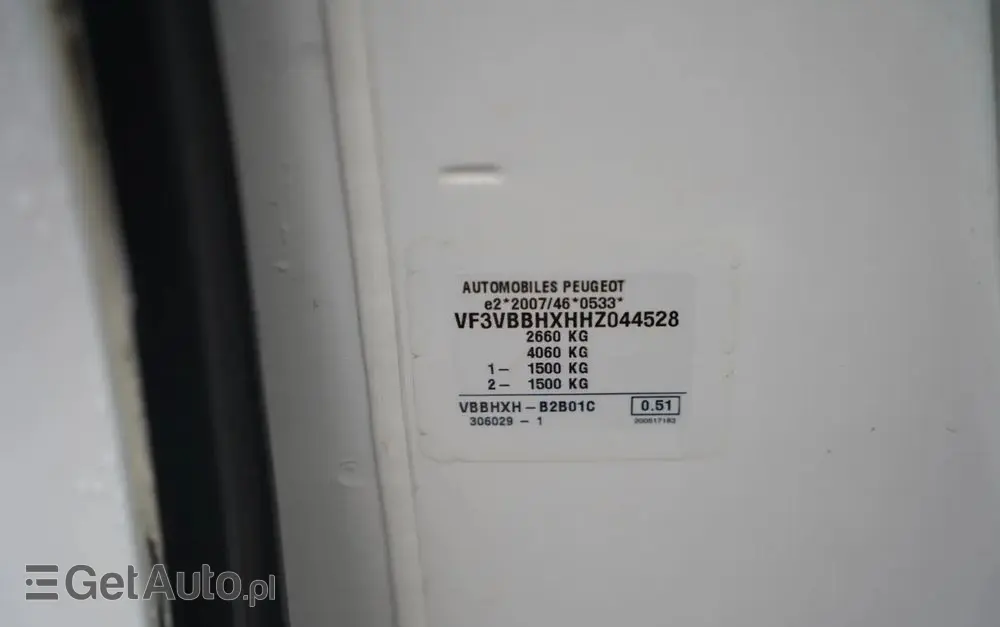 AUTOMOBILES PEUGEOT
e2*2007/46*0533*
VF3VBBHXHHZ044528
2660 KG
4060 KG
1- 1500 KG
2- 1500 KG
VBBHXH-B2B01C 0.51
306029 - 1
GetAuto.pl